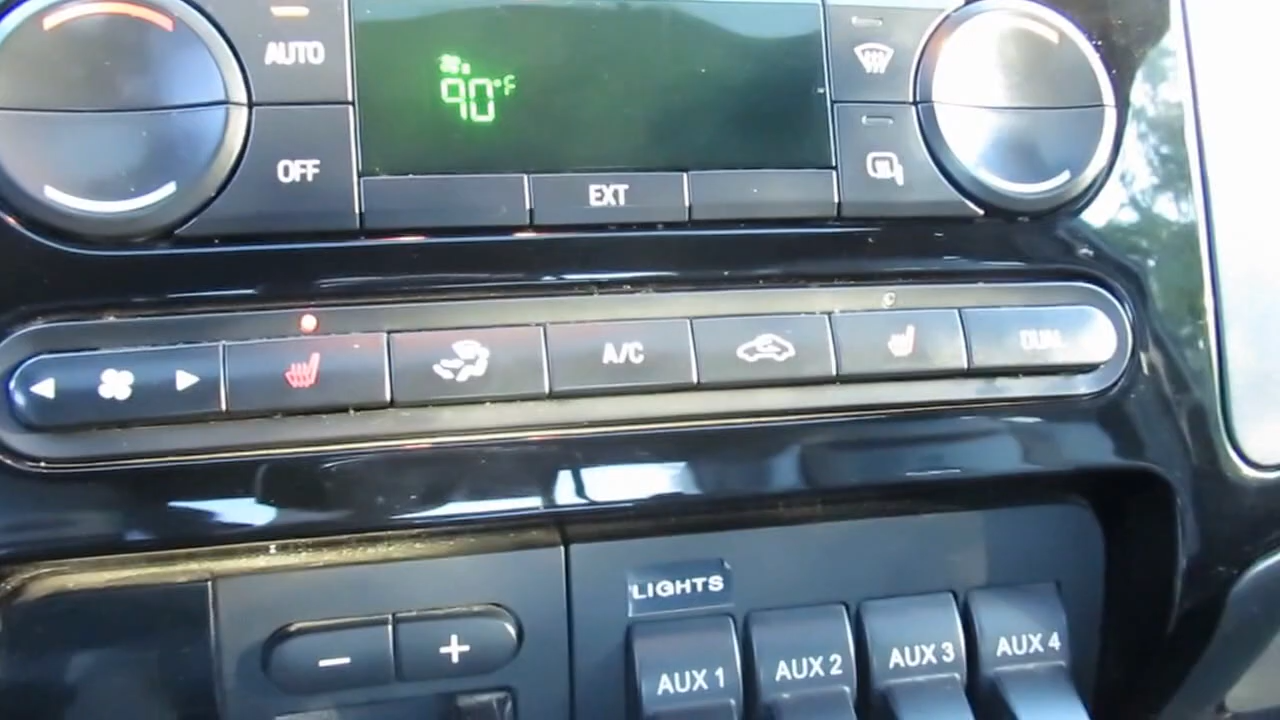 AUTO
90°F
OFF
EXT
A/C
DUAL
LIGHTS
AUX 1
AUX 2
AUX 3
AUX 4